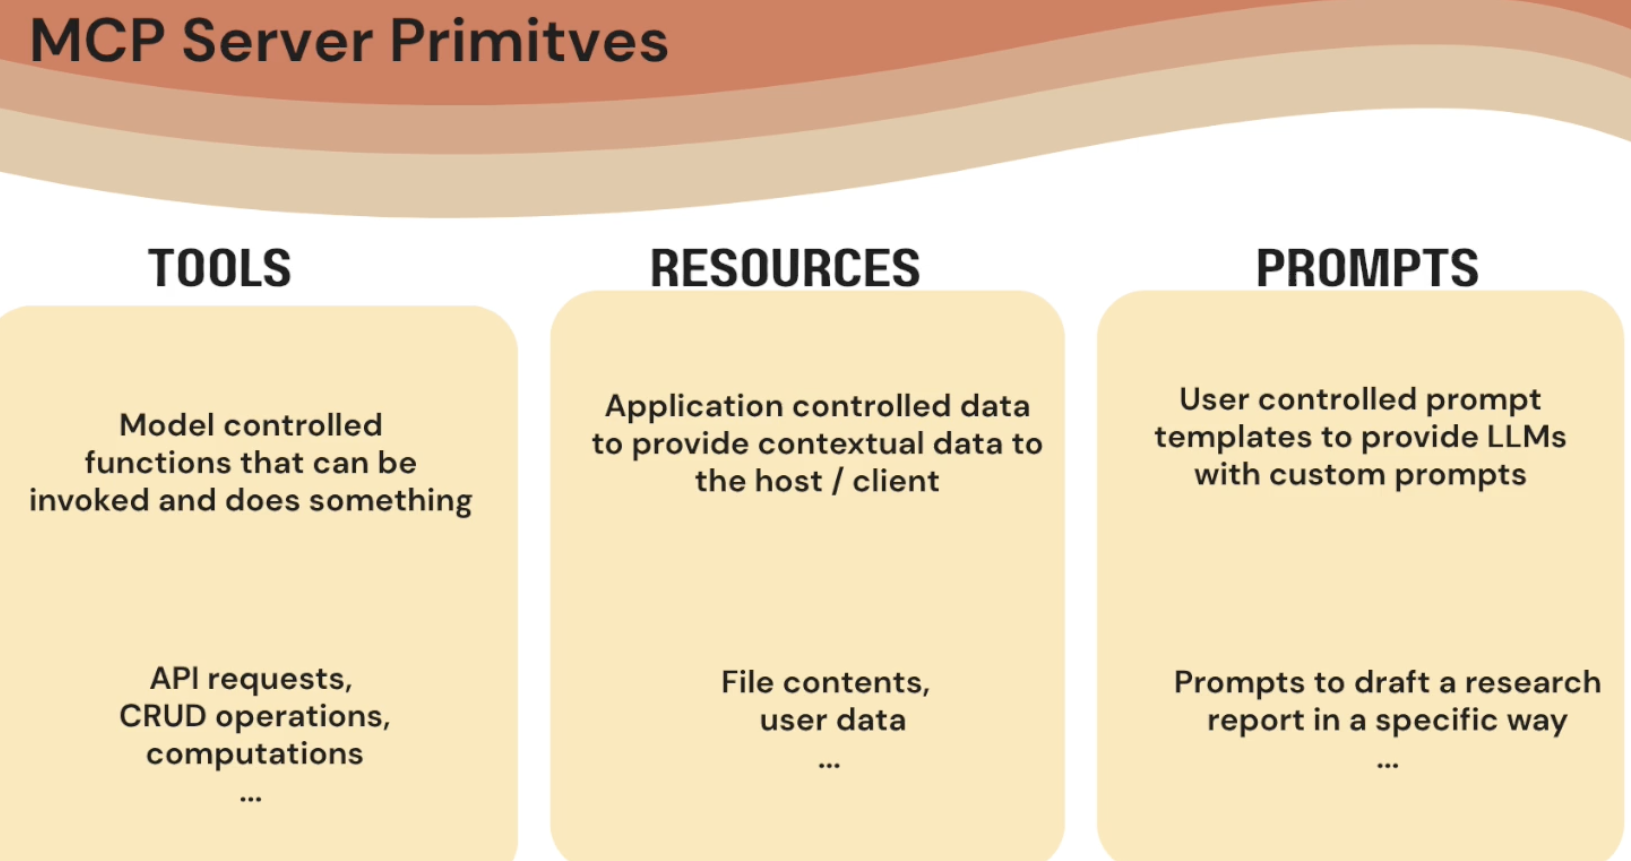 MCP Server Primitves
TOOLS
Model controlled
functions that can be
invoked and does something
API requests,
CRUD operations,
computations
...
RESOURCES
Application controlled data
to provide contextual data to
the host / client
File contents,
user data
...
PROMPTS
User controlled prompt
templates to provide LLMs
with custom prompts
Prompts to draft a research
report in a specific way
...